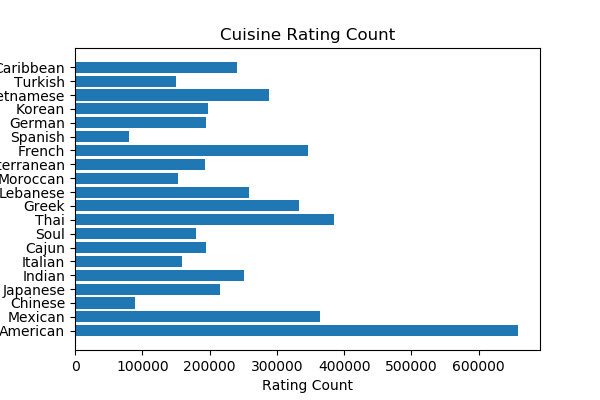 Cuisine Rating Count
Caribbean
Turkish
etnamese
Korean
German
Spanish
French
terranean
Moroccan
Lebanese
Greek
Thai
Soul
Cajun
Italian
Indian
Japanese
Chinese
Mexican
American
0 100000 200000 300000 400000 500000 600000
Rating Count